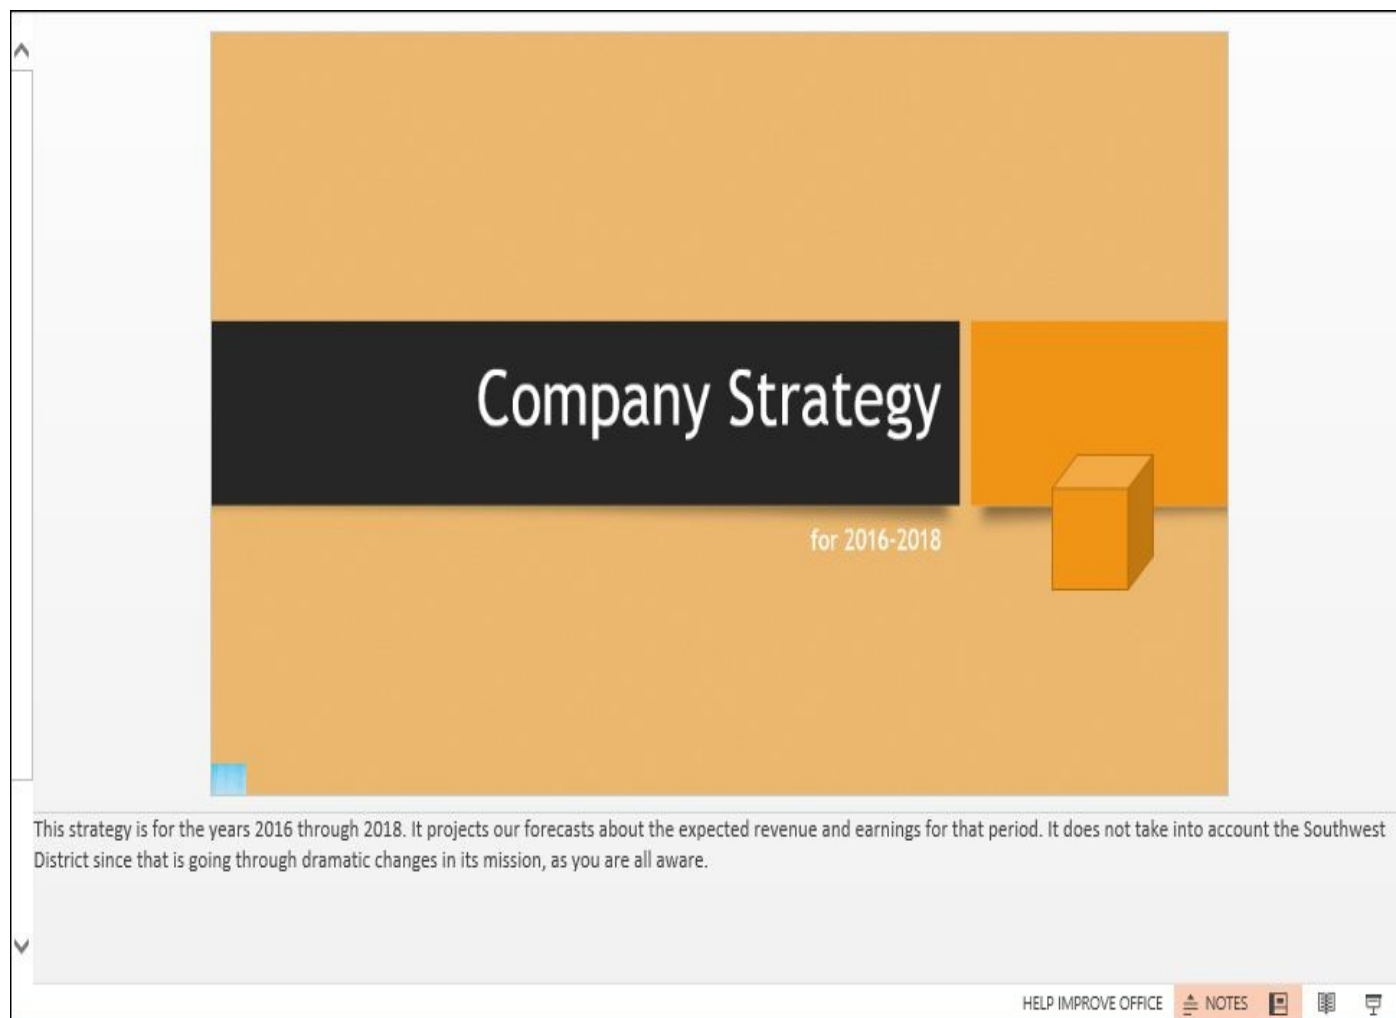 Company Strategy
for 2016-2018
This strategy is for the years 2016 through 2018. It projects our forecasts about the expected revenue and earnings for that period. It does not take into account the Southwest
District since that is going through dramatic changes in its mission, as you are all aware.
HELP IMPROVE OFFICE NOTES